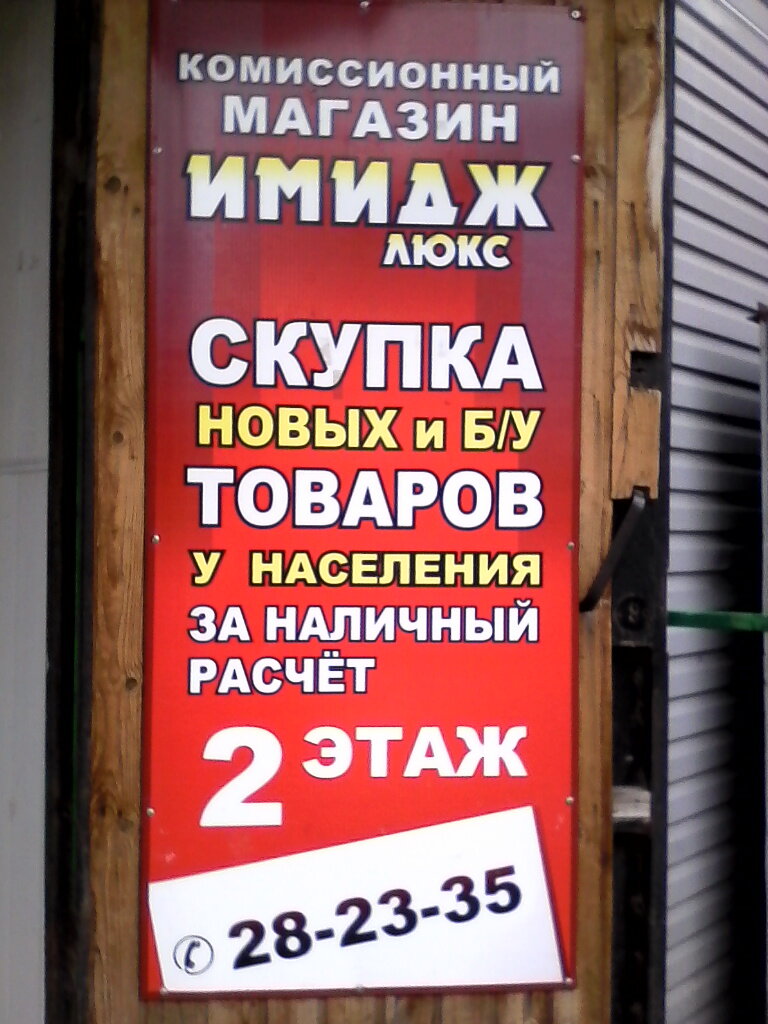 КОМИССИОННЫЙ
МАГАЗИН
ИМИДЖ
ЛЮКС
СКУПКА
НОВЫХ и Б/У
ТОВАРОВ
У НАСЕЛЕНИЯ
ЗА НАЛИЧНЫЙ
РАСЧЁТ
2 ЭТАЖ
28-23-35